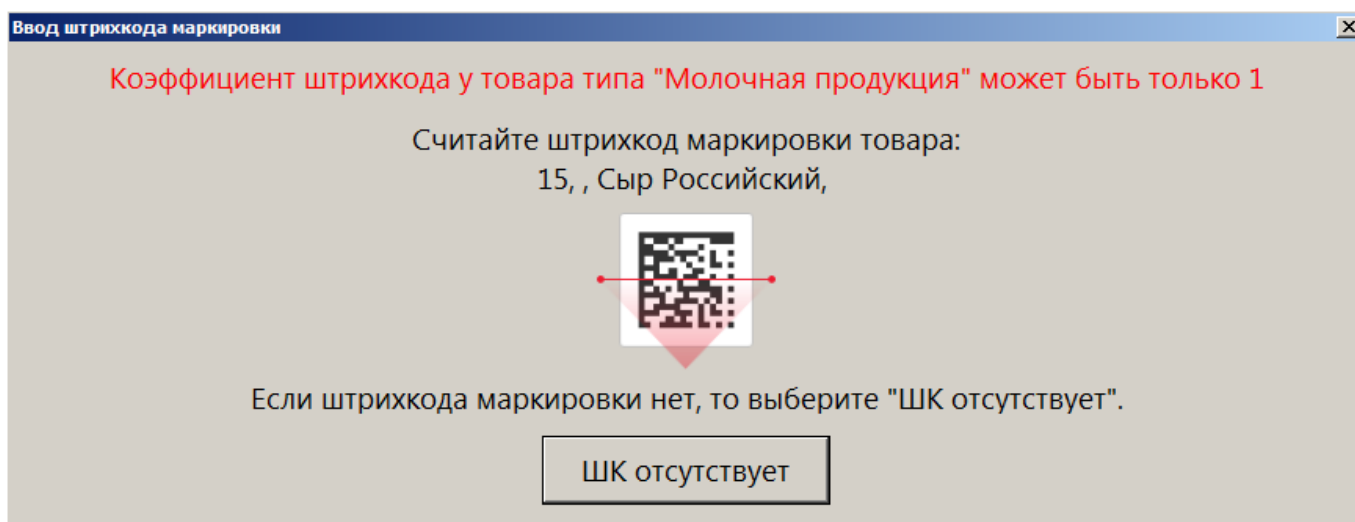 Ввод штрихкода маркировки
Коэффициент штрихкода у товара типа "Молочная продукция" может быть только 1
Считайте штрихкод маркировки товара:
15, , Сыр Российский,
Если штрихкода маркировки нет, то выберите "ШК отсутствует".
ШК отсутствует